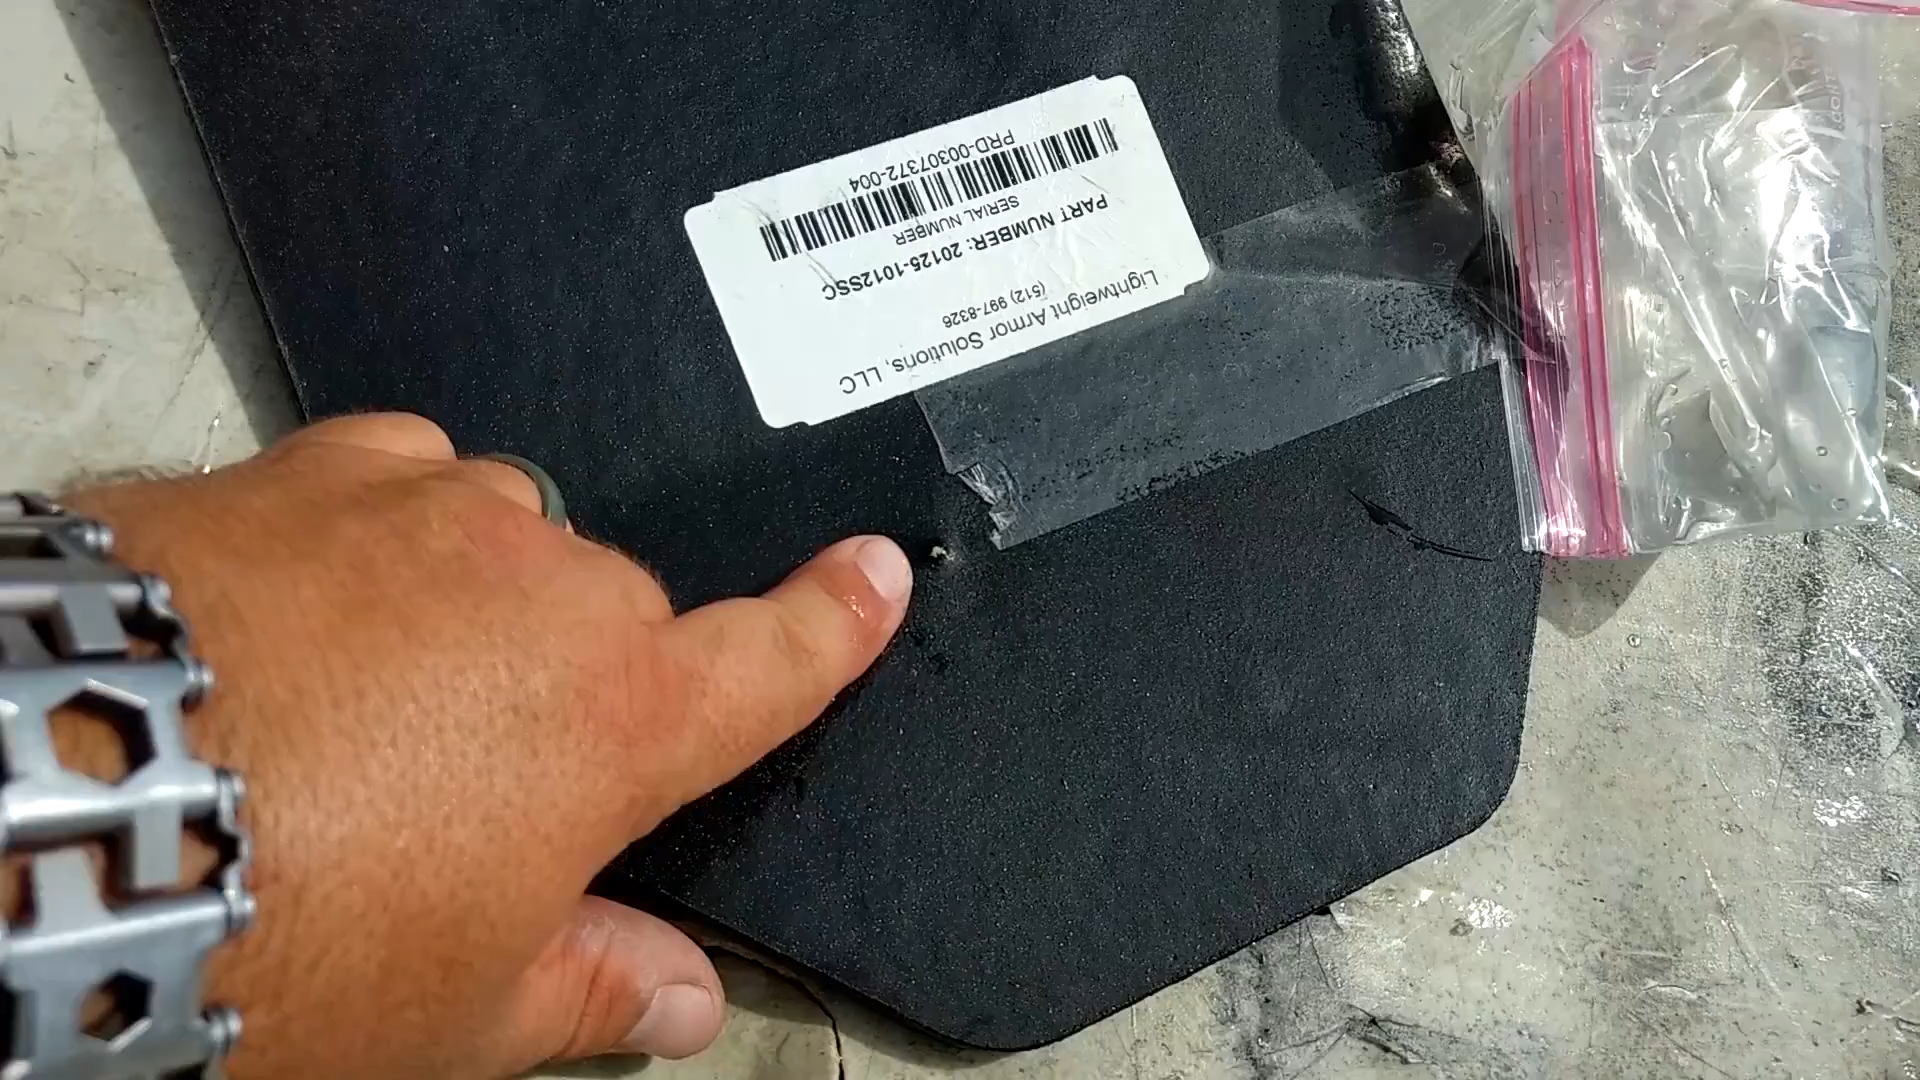 Lightweight Armor Solutions, LLC
(512) 997-8326
PART NUMBER: 20125-1012SSC
SERIAL NUMBER
PRD-00307372-004